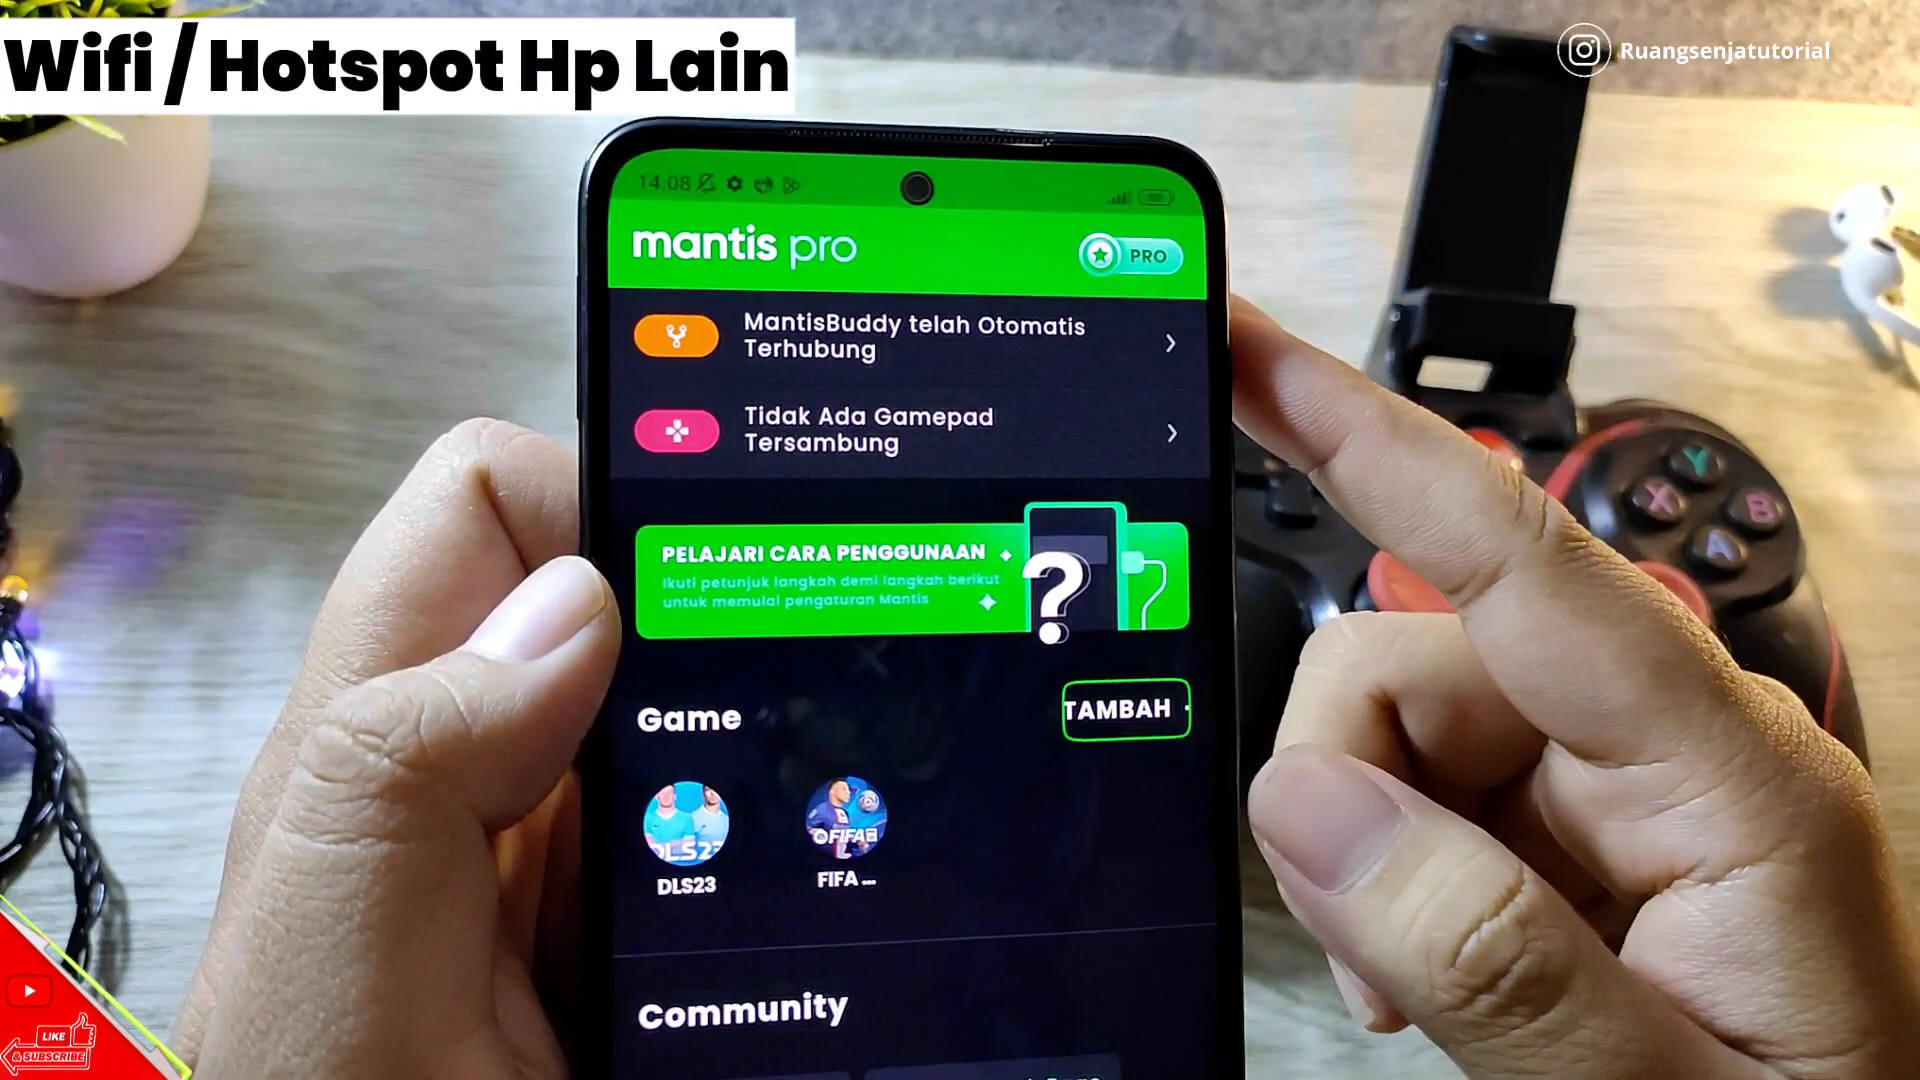 Wifi / Hotspot Hp Lain
Ruangsenjatutorial
14:08
mantis pro
PRO
MantisBuddy telah Otomatis
Terhubung
Tidak Ada Gamepad
Tersambung
PELAJARI CARA PENGGUNAAN
Ikuti petunjuk langkah demi langkah berikut
untuk memulai pengaturan Mantis
?
Game
TAMBAH
DLS23
FIFA ...
Community
Y
X
B
A
LIKE
& SUBSCRIBE